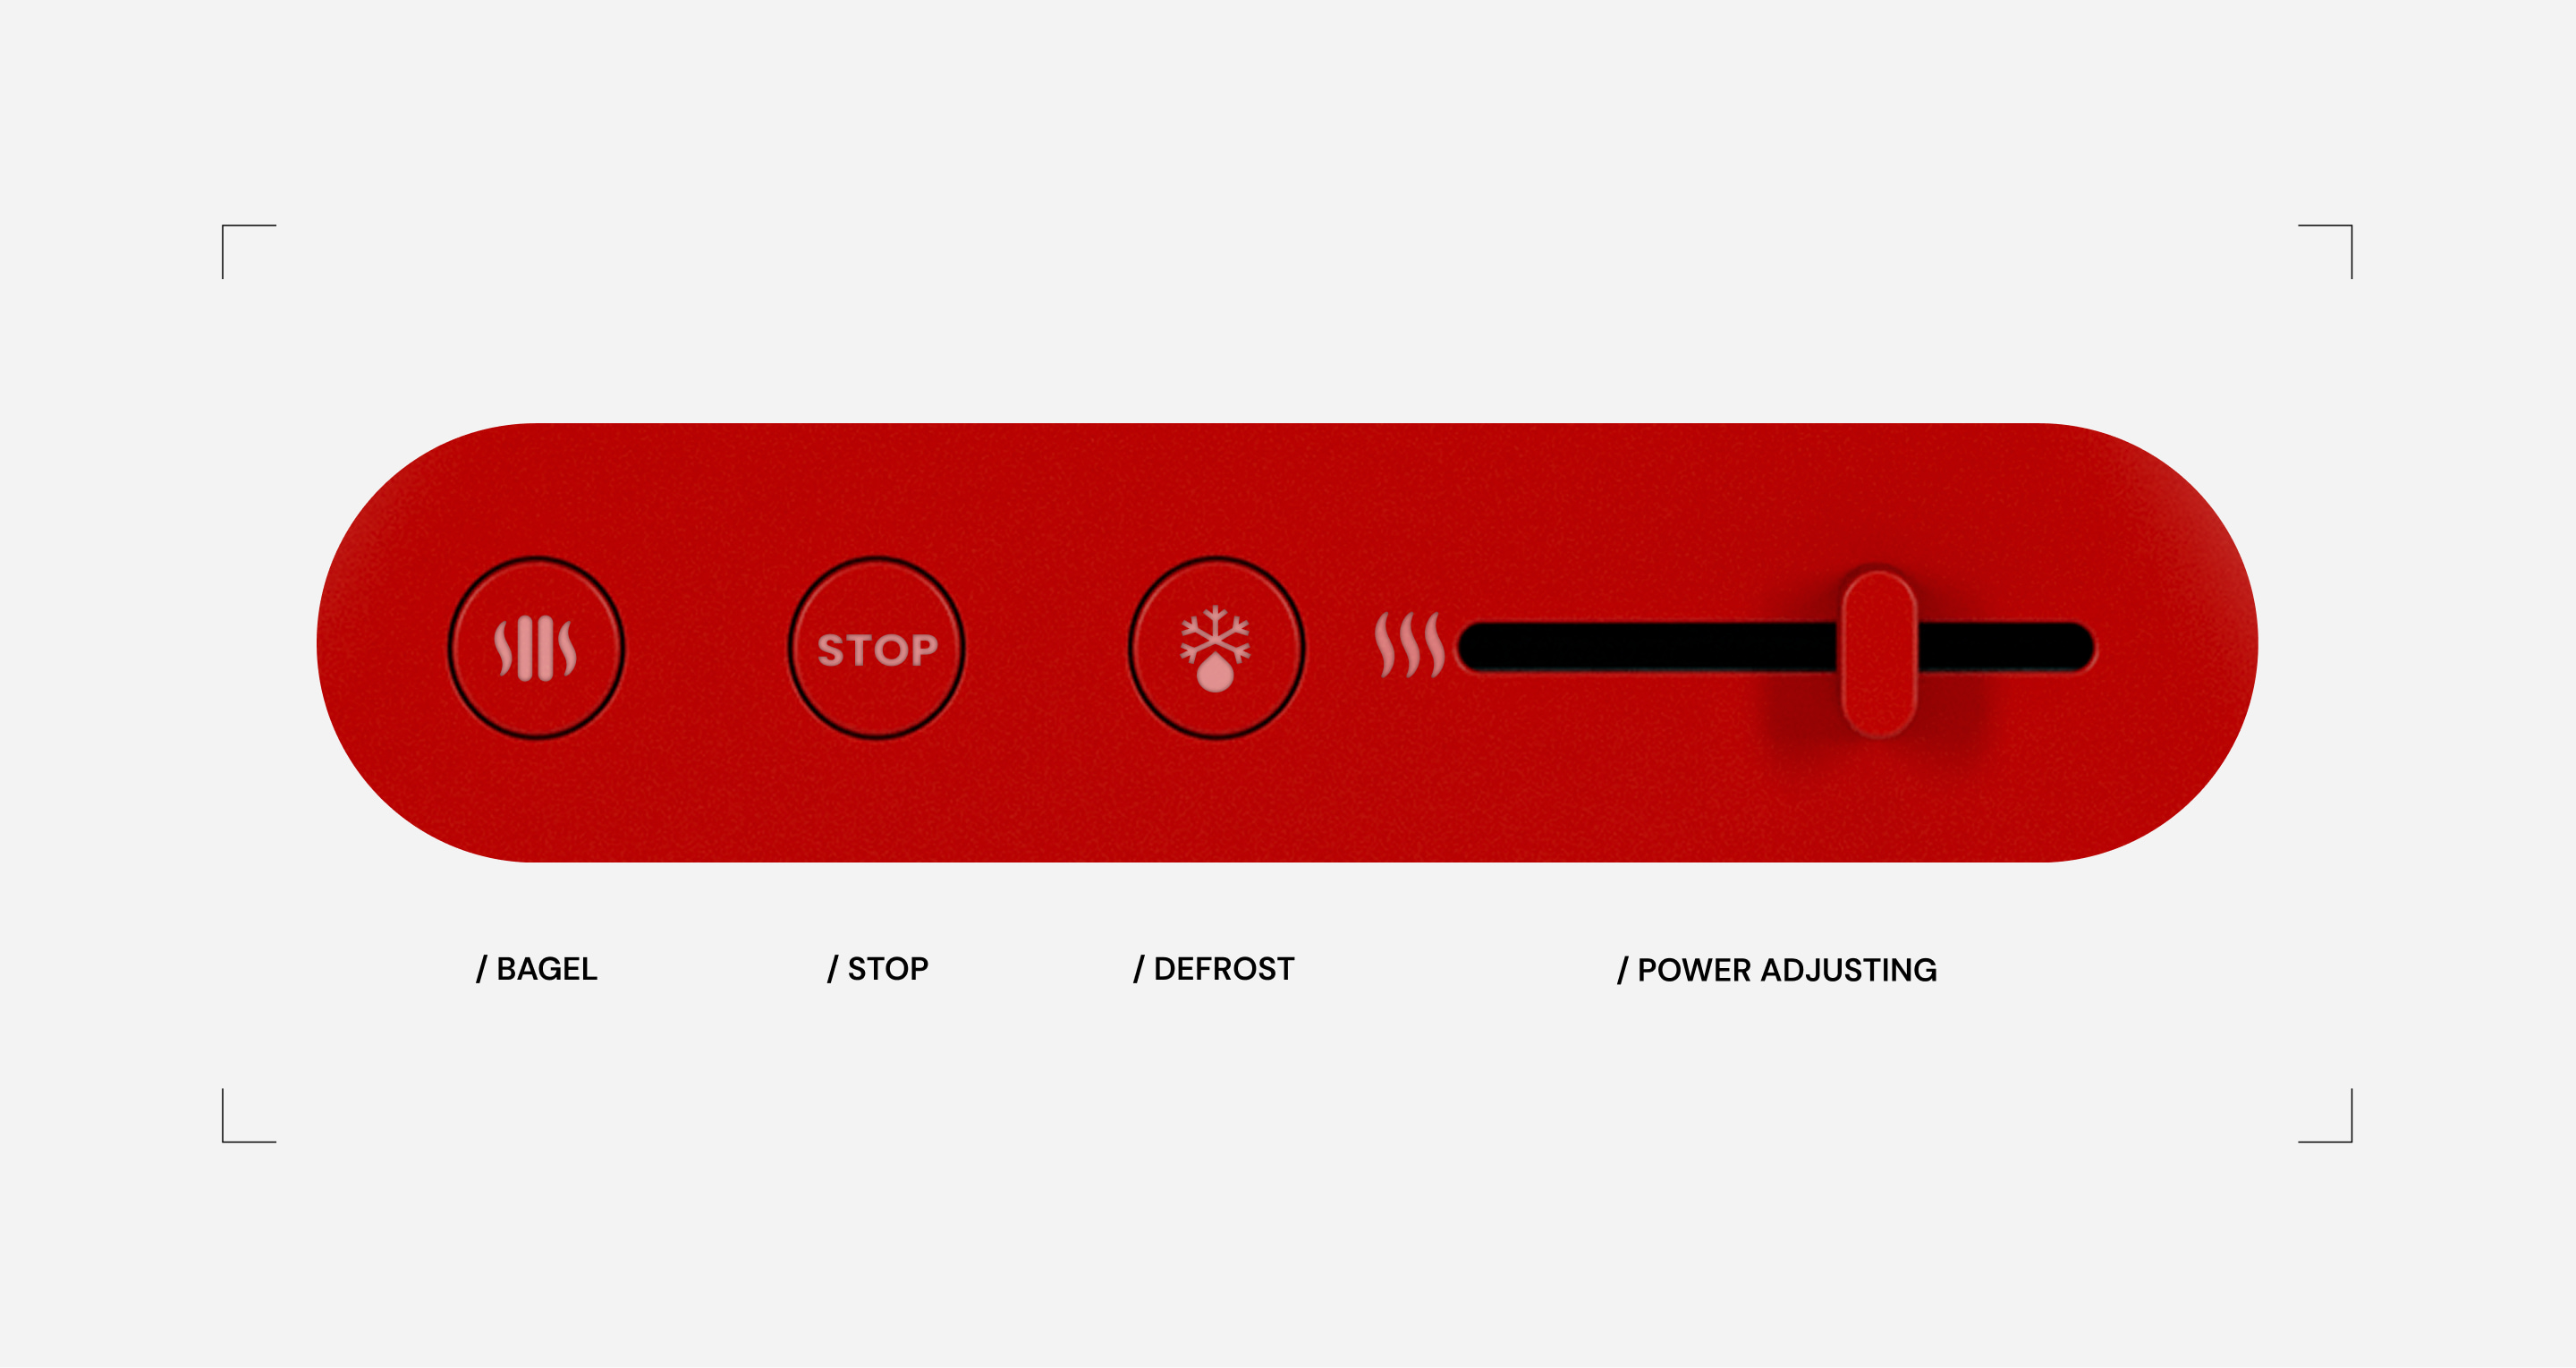 STOP
/ BAGEL
/ STOP
/ DEFROST
/ POWER ADJUSTING